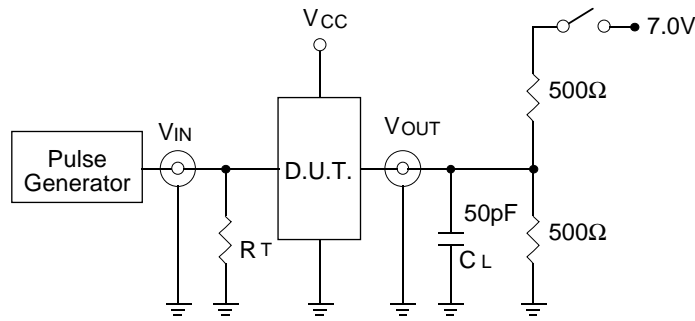 VCC
7.0V
500Ω
VIN
VOUT
Pulse
Generator
D.U.T.
RT
50pF
CL
500Ω